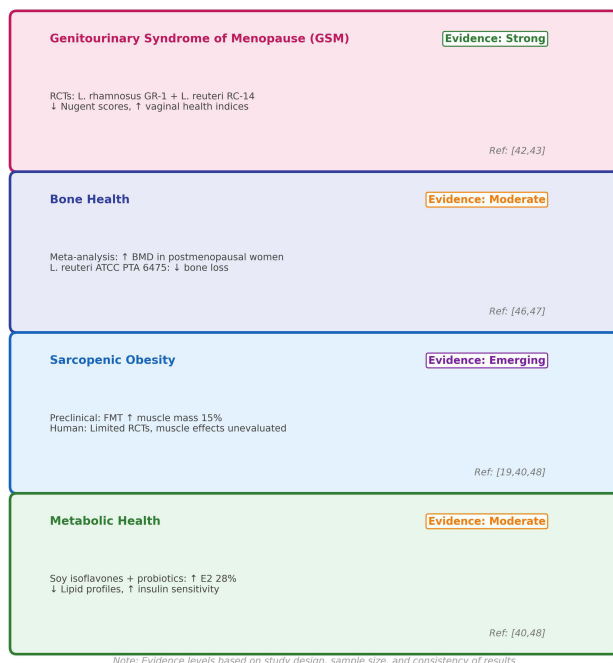 Genitourinary Syndrome of Menopause (GSM)
Evidence: Strong
RCTs: L. rhamnosus GR-1 + L. reuteri RC-14
↓ Nugent scores, ↑ vaginal health indices
Ref: [42,43]
Bone Health
Evidence: Moderate
Meta-analysis: ↑ BMD in postmenopausal women
L. reuteri ATCC PTA 6475: ↓ bone loss
Ref: [46,47]
Sarcopenic Obesity
Evidence: Emerging
Preclinical: FMT ↑ muscle mass 15%
Human: Limited RCTs, muscle effects unevaluated
Ref: [19,40,48]
Metabolic Health
Evidence: Moderate
Soy isoflavones + probiotics: ↑ E2 28%
↓ Lipid profiles, ↑ insulin sensitivity
Ref: [40,48]
Note: Evidence levels based on study design, sample size, and consistency of results